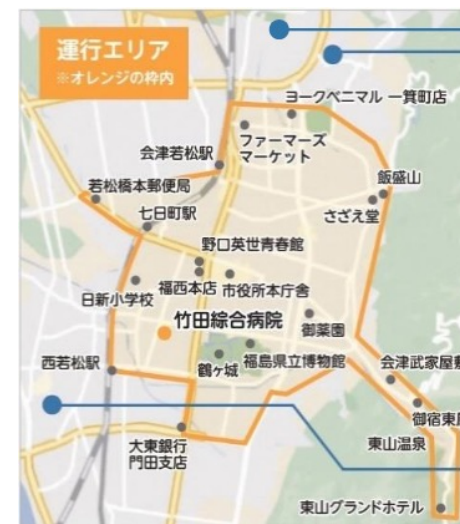 運行エリア
※オレンジの枠内
ヨークベニマル 一箕町店
ファーマーズ
マーケット
会津若松駅
飯盛山
若松橋本郵便局
さざえ堂
七日町駅
野口英世青春館
日新小学校
福西本店
市役所本庁舎
竹田綜合病院
御薬園
西若松駅
鶴ヶ城
福島県立博物館
会津武家屋敷
御宿東
大東銀行
門田支店
東山温泉
東山グランドホテル